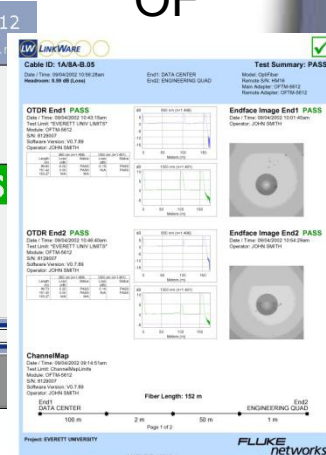 OF
12
LW LINKWARE
Cable ID: 1A/8A-B.05
Test Summary: PASS
Date / Time: 09/04/2002 10:56:28am
Headroom: 0.59 dB (Loss)
End1: DATA CENTER
End2: ENGINEERING QUAD
Model: OptiFiber
Remote S/N: HM16
Main Adapter: OFTM-5612
Remote Adapter: OFTM-5612
OTDR End1 PASS
Date / Time: 09/04/2002 10:43:15am
Test Limit: "EVERETT UNIV LIMITS"
Module: OFTM-5612
S/N: 9129007
Software Version: V0.7.89
Operator: JOHN SMITH
Endface Image End1 PASS
Date / Time: 09/04/2002 10:01:40am
Operator: JOHN SMITH
S
OTDR End2 PASS
Date / Time: 09/04/2002 10:46:40am
Test Limit: "EVERETT UNIV LIMITS"
Module: OFTM-5612
S/N: 9129007
Software Version: V0.7.89
Operator: JOHN SMITH
Endface Image End2 PASS
Date / Time: 09/04/2002 10:54:29am
Operator: JOHN SMITH
ChannelMap
Date / Time: 09/04/2002 09:14:51am
Test Limit: ChannelMapLimits
Module: OFTM-5612
S/N: 9129007
Software Version: V0.7.89
Operator: JOHN SMITH
Fiber Length: 152 m
End1
DATA CENTER
End2
ENGINEERING QUAD
100 m 2 m 50 m 1 m
Page 1 of 2
Project: EVERETT UNIVERSITY
FLUKE networks